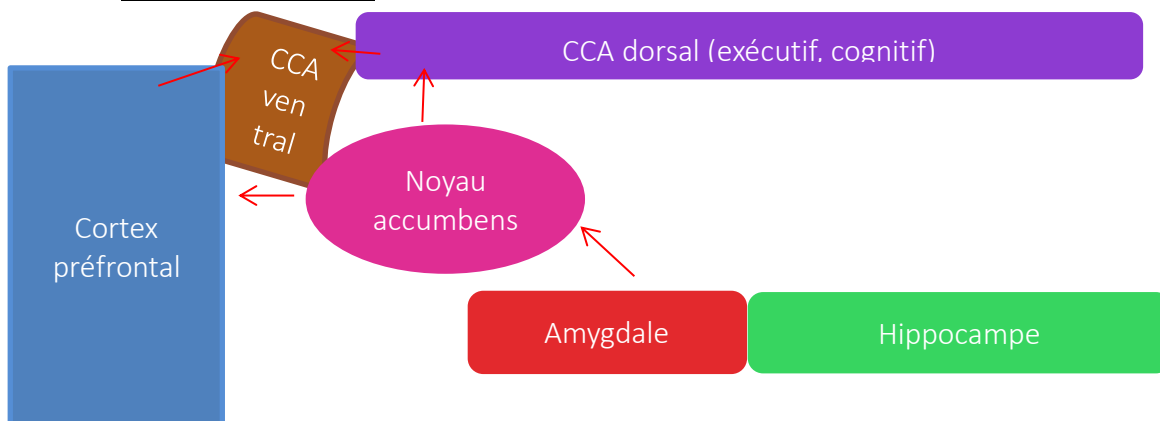 CCA
ven
tral
CCA dorsal (exécutif, cognitif)
Noyau
accumbens
Cortex
préfrontal
Amygdale
Hippocampe